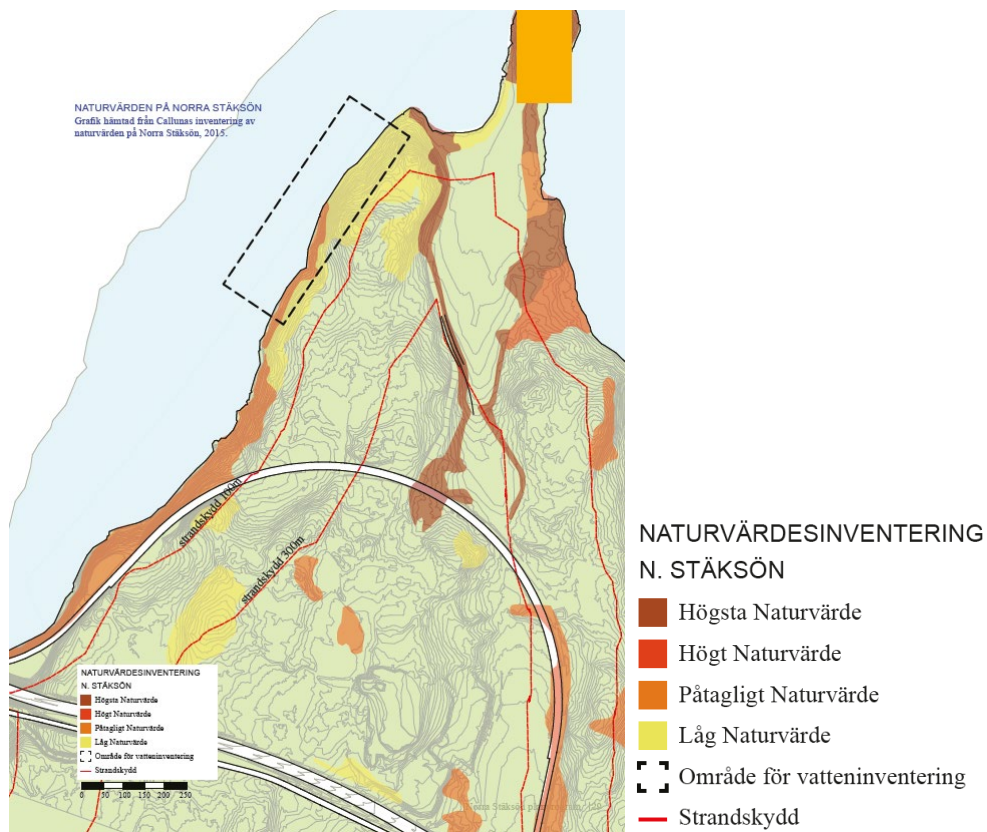 NATURVÄRDEN PÅ NORRA STÄKSÖN
Grafik hämtad från Callunas inventering av
naturvärden på Norra Stäksön, 2015.
strandskydd 100m
strandskydd 300m
NATURVÄRDESINVENTERING
N. STÄKSÖN
Högsta Naturvärde
Högt Naturvärde
Påtagligt Naturvärde
Låg Naturvärde
Område för vatteninventering
Strandskydd
0 50 100 150 200 250
Norra Stäksön
NATURVÄRDESINVENTERING
N. STÄKSÖN
Högsta Naturvärde
Högt Naturvärde
Påtagligt Naturvärde
Låg Naturvärde
Område för vatteninventering
Strandskydd